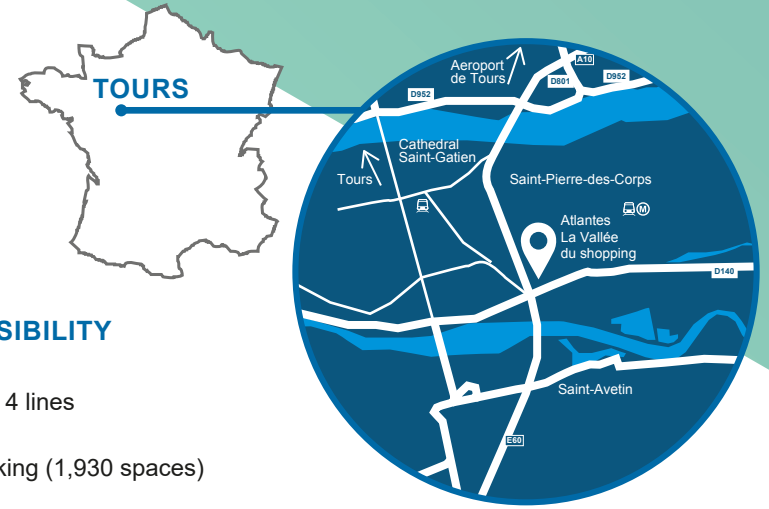 TOURS
Aeroport
de Tours
A10
D801
D952
D952
Cathedral
Saint-Gatien
Tours
Saint-Pierre-des-Corps
M
Atlantes
La Vallée
du shopping
D140
Saint-Avetin
E60
SIBILITY
4 lines
king (1,930 spaces)